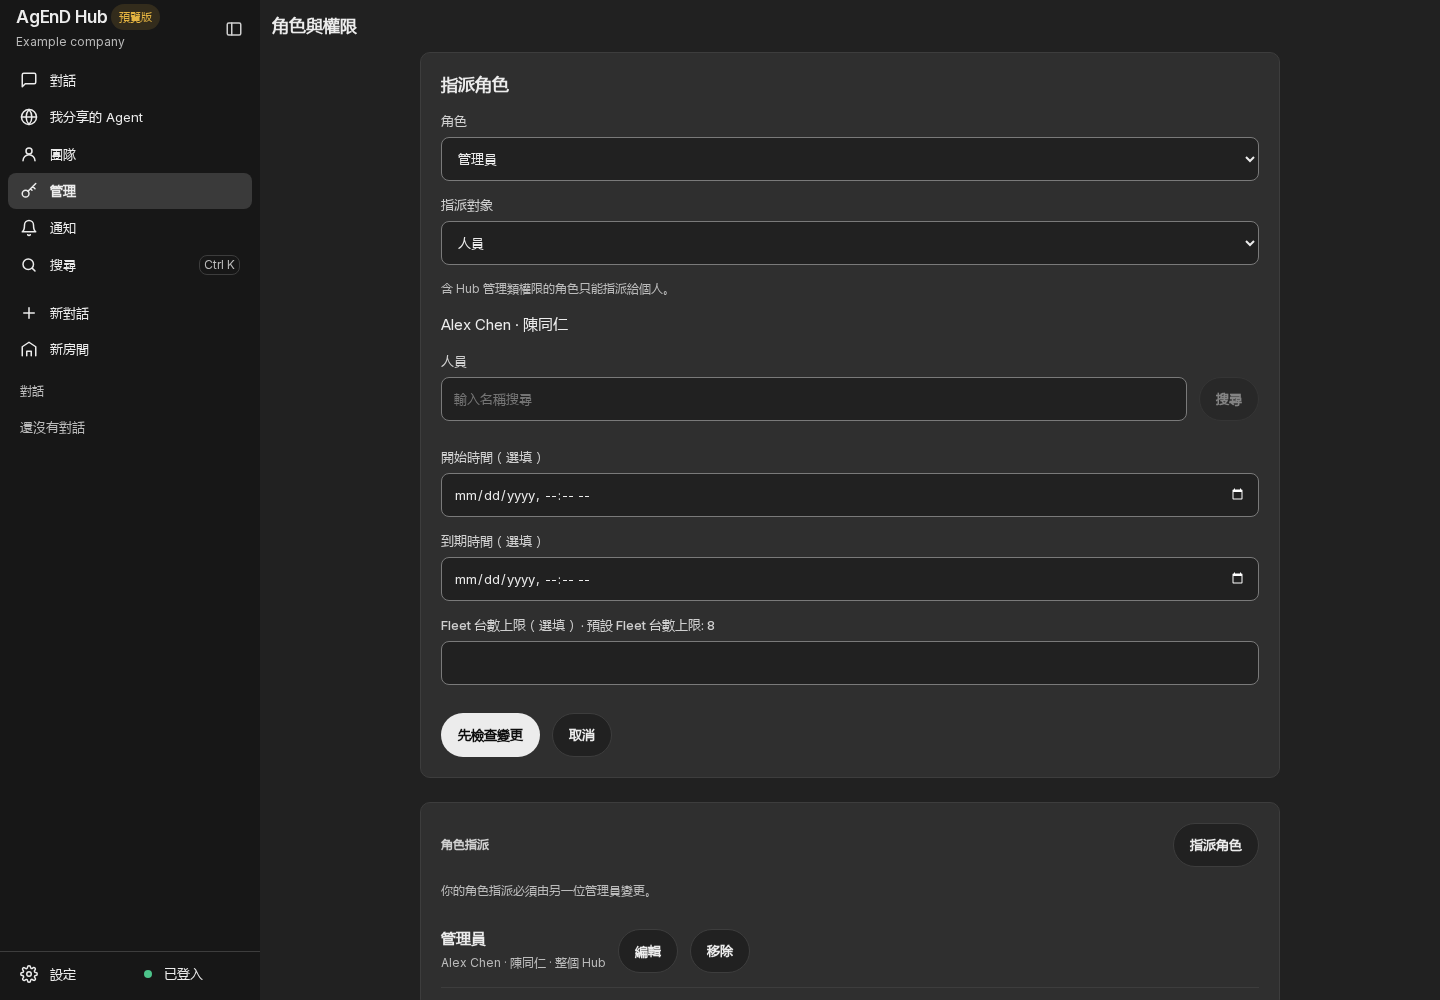 AgEnD Hub 預覽版
Example company
對話
我分享的 Agent
團隊
管理
通知
搜尋 Ctrl K
新對話
新房間
對話
還沒有對話
設定
已登入
角色與權限
指派角色
角色
管理員
指派對象
人員
含 Hub 管理類權限的角色只能指派給個人。
Alex Chen · 陳同仁
人員
輸入名稱搜尋 搜尋
開始時間（選填）
mm/dd/yyyy, --:-- --
到期時間（選填）
mm/dd/yyyy, --:-- --
Fleet 台數上限（選填） · 預設 Fleet 台數上限: 8
先檢查變更 取消
角色指派 指派角色
你的角色指派必須由另一位管理員變更。
管理員
Alex Chen · 陳同仁 · 整個 Hub
編輯 移除